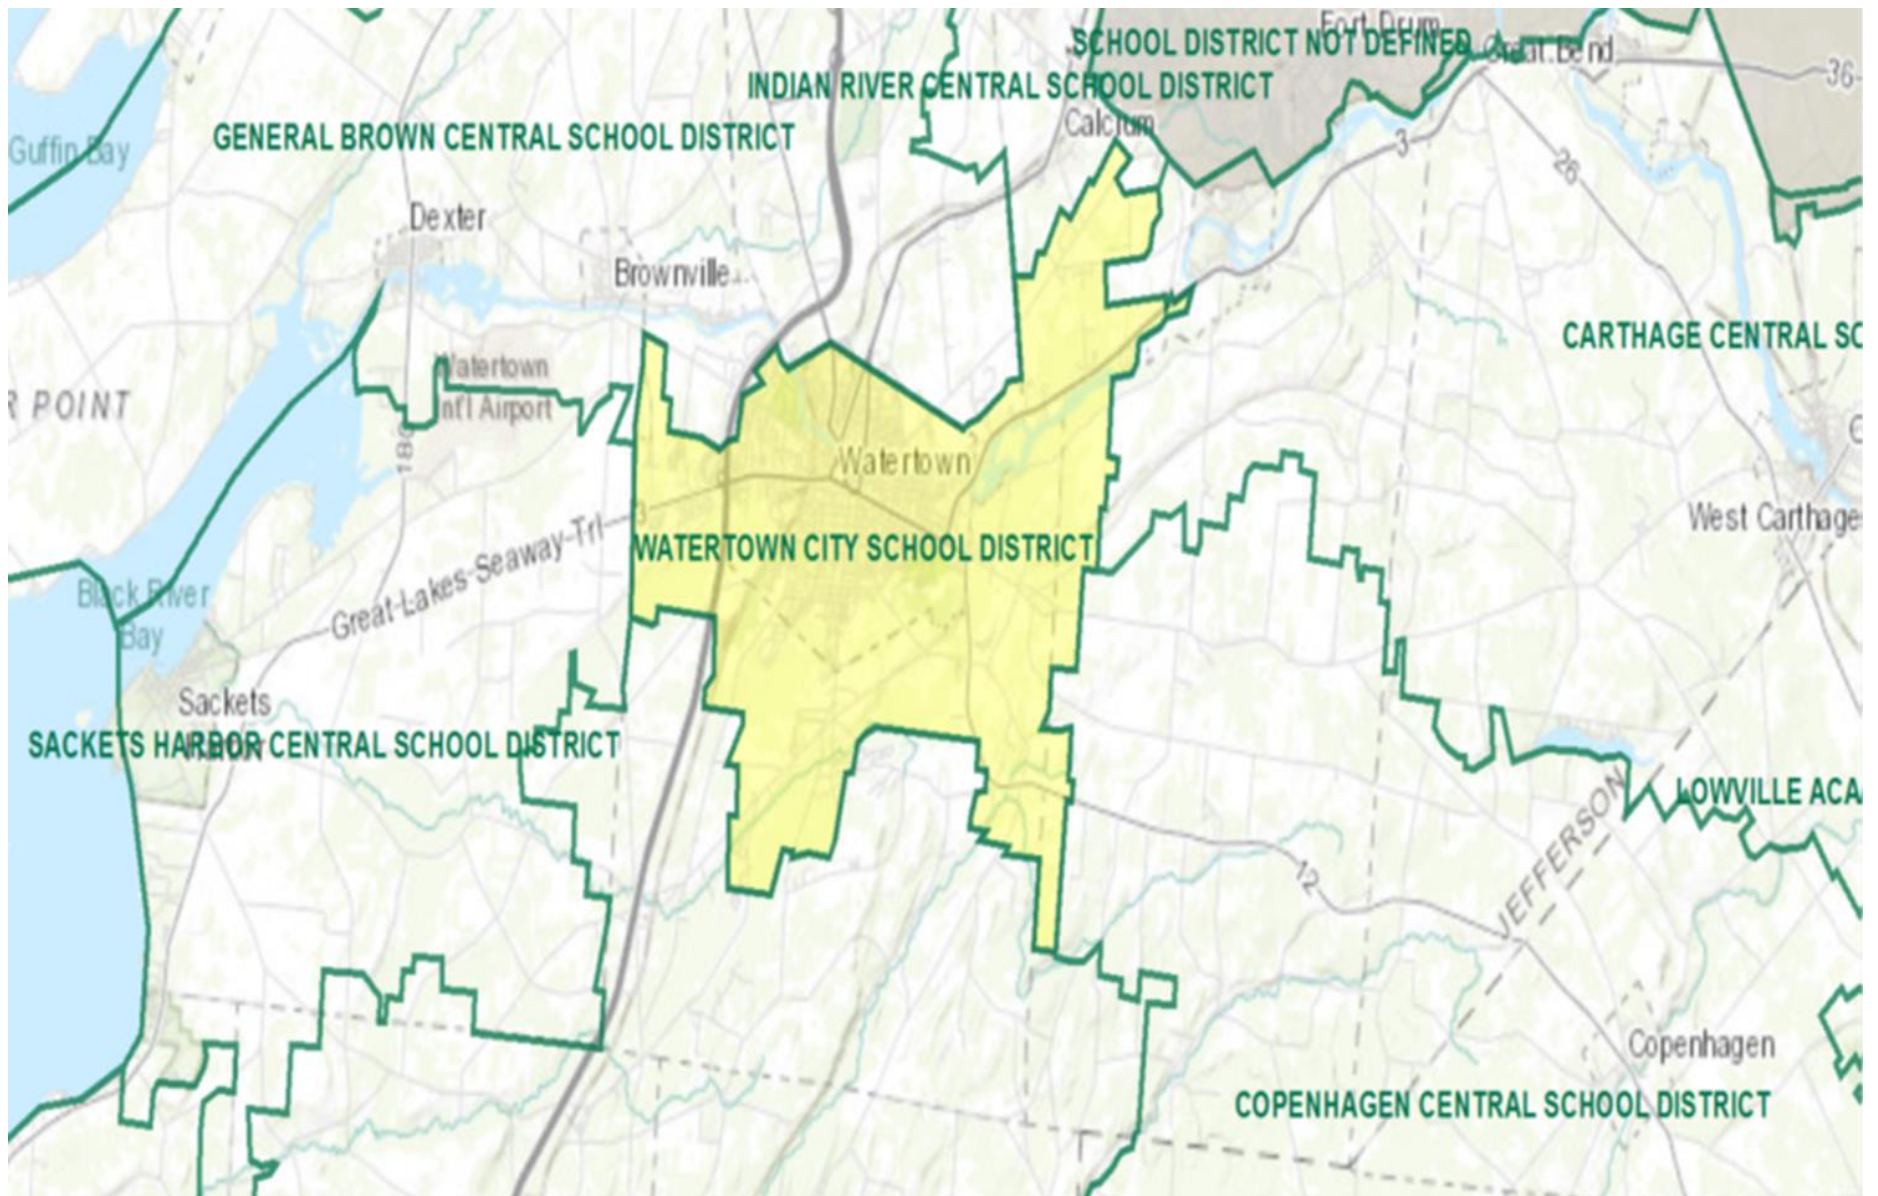 Fort Drum
SCHOOL DISTRICT NOT DEFINED
Great Bend
36
INDIAN RIVER CENTRAL SCHOOL DISTRICT
Calcium
GENERAL BROWN CENTRAL SCHOOL DISTRICT
3
26
Guffin Bay
Dexter
Brownville
CARTHAGE CENTRAL SC
Watertown
Int'l Airport
R POINT
180
Watertown
3
West Carthage
C
Great Lakes Seaway Trl
WATERTOWN CITY SCHOOL DISTRICT
Black River
Bay
Sackets
Harbor
SACKETS HARBOR CENTRAL SCHOOL DISTRICT
LOWVILLE ACA
JEFFERSON
12
Copenhagen
COPENHAGEN CENTRAL SCHOOL DISTRICT